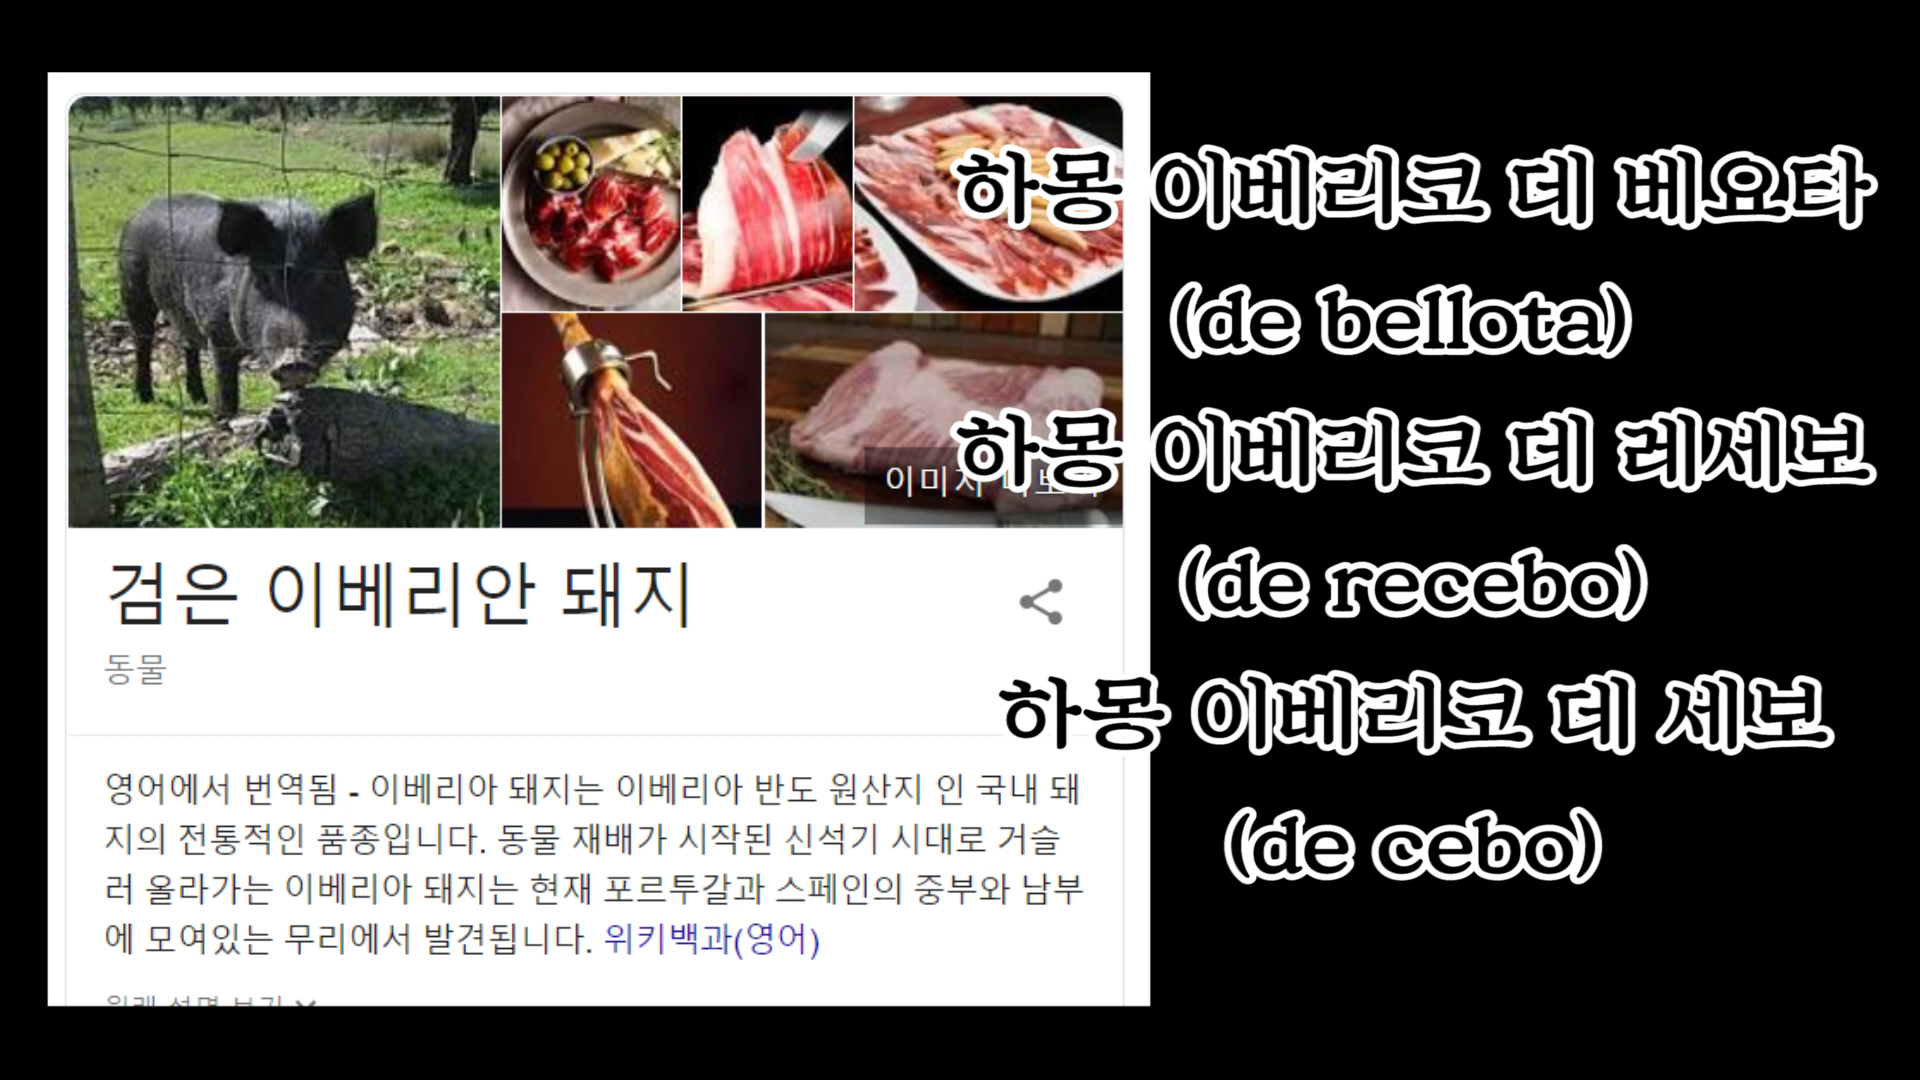 하몽 이베리코 데 베요타
(de bellota)
하몽 이베리코 데 레세보
(de recebo)
하몽 이베리코 데 세보
(de cebo)
이미지
검은 이베리안 돼지
동물
영어에서 번역됨 - 이베리아 돼지는 이베리아 반도 원산지 인 국내 돼
지의 전통적인 품종입니다. 동물 재배가 시작된 신석기 시대로 거슬
러 올라가는 이베리아 돼지는 현재 포르투갈과 스페인의 중부와 남부
에 모여있는 무리에서 발견됩니다. 위키백과(영어)